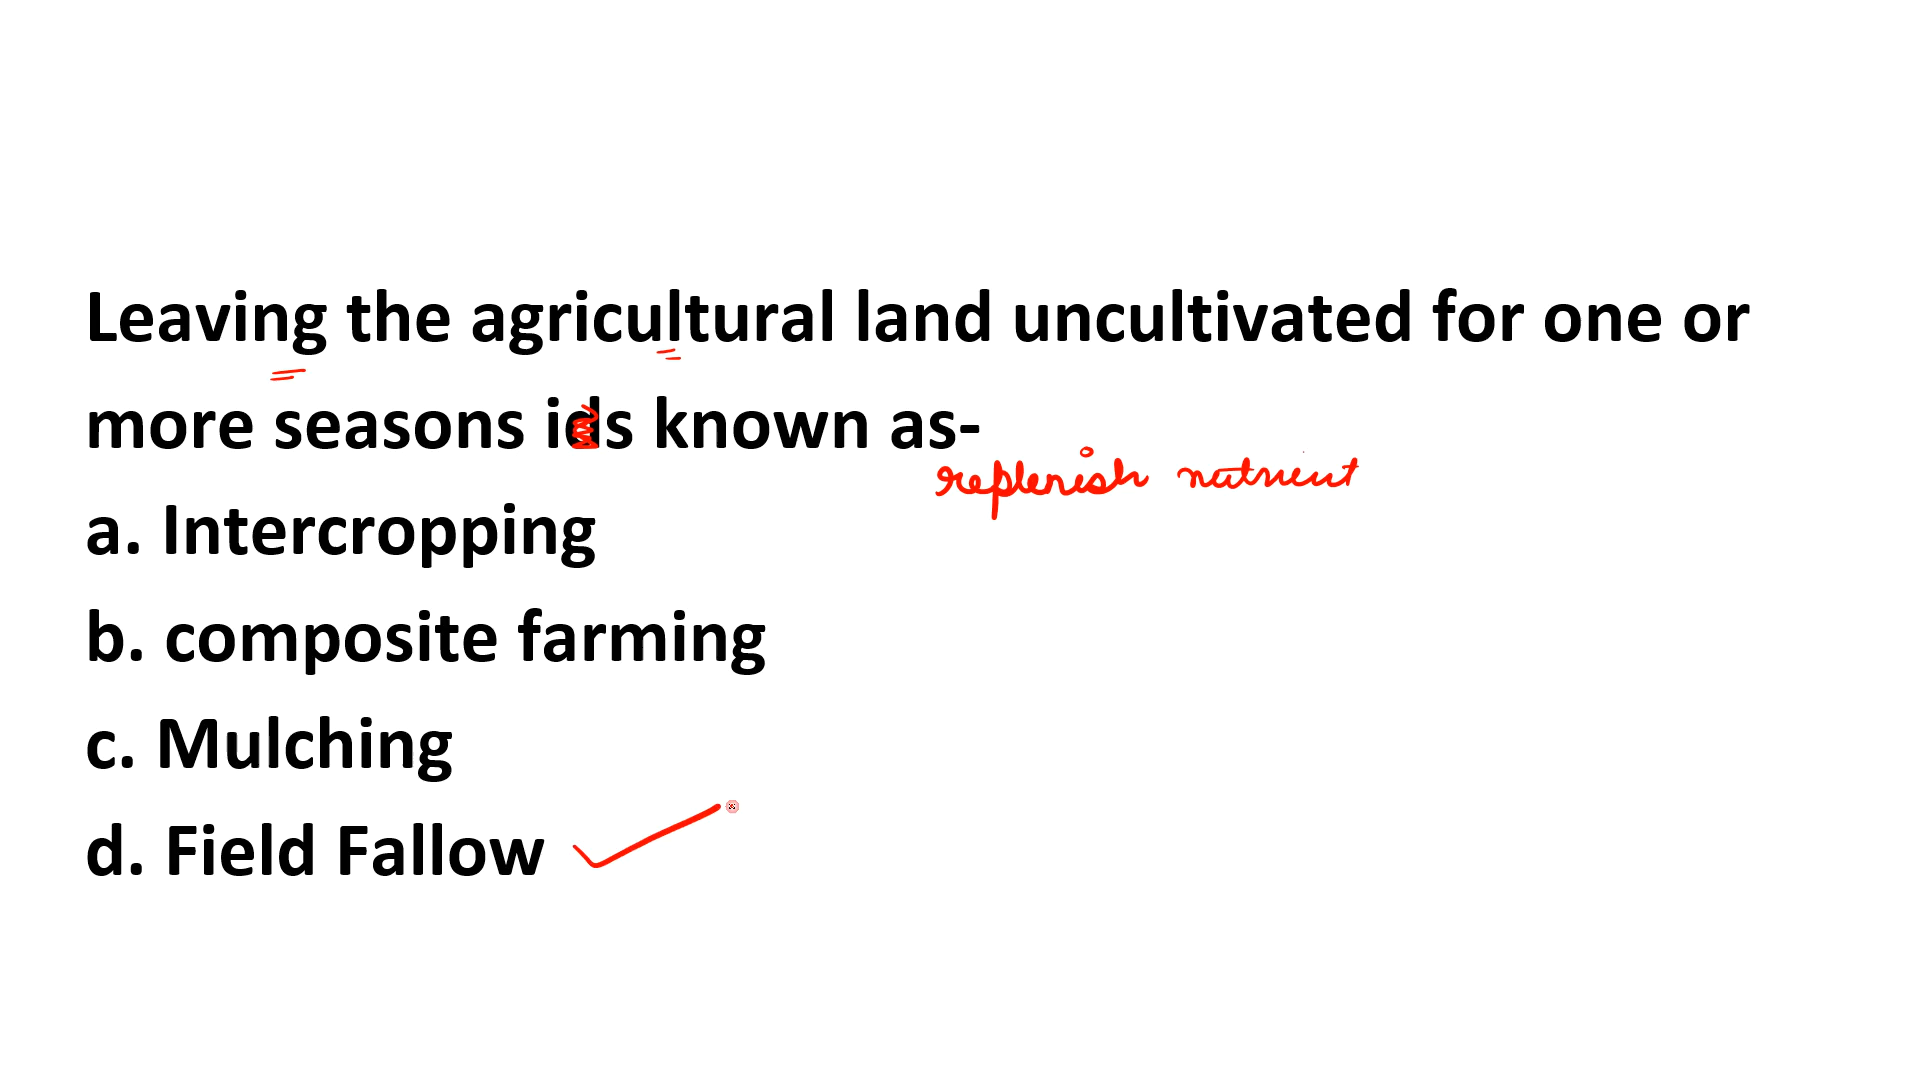 Leaving the agricultural land uncultivated for one or
more seasons ids known as-
replenish nutrient
a. Intercropping
b. composite farming
c. Mulching
d. Field Fallow